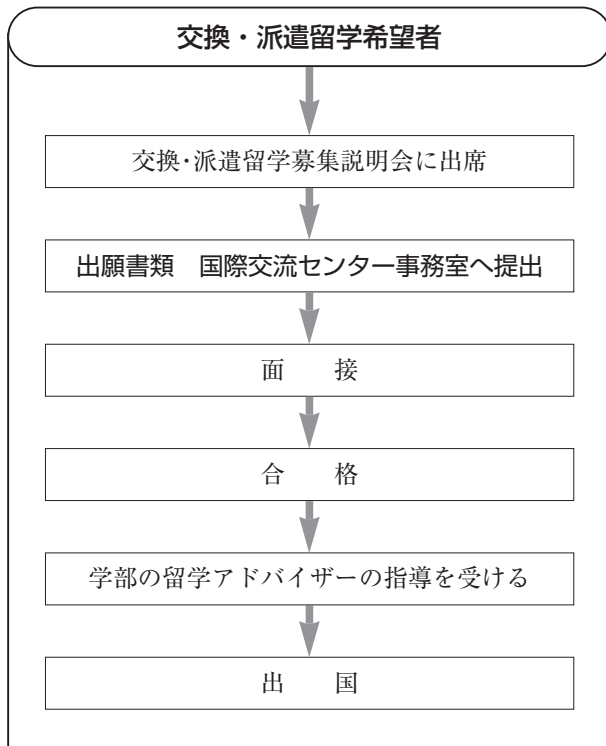 交換・派遣留学希望者
交換・派遣留学募集説明会に出席
出願書類　国際交流センター事務室へ提出
面　　接
合　　格
学部の留学アドバイザーの指導を受ける
出　　国